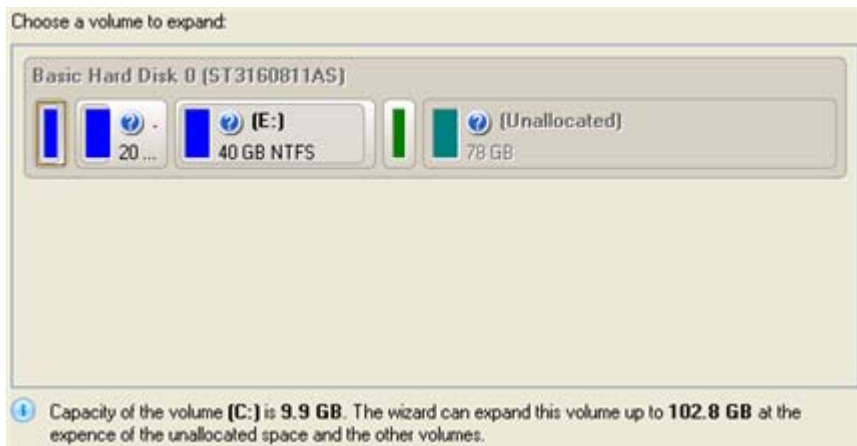 Choose a volume to expand:
Basic Hard Disk 0 (ST3160811AS)
20 ...
(E:)
40 GB NTFS
(Unallocated)
78 GB
Capacity of the volume (C:) is 9.9 GB. The wizard can expand this volume up to 102.8 GB at the
expence of the unallocated space and the other volumes.